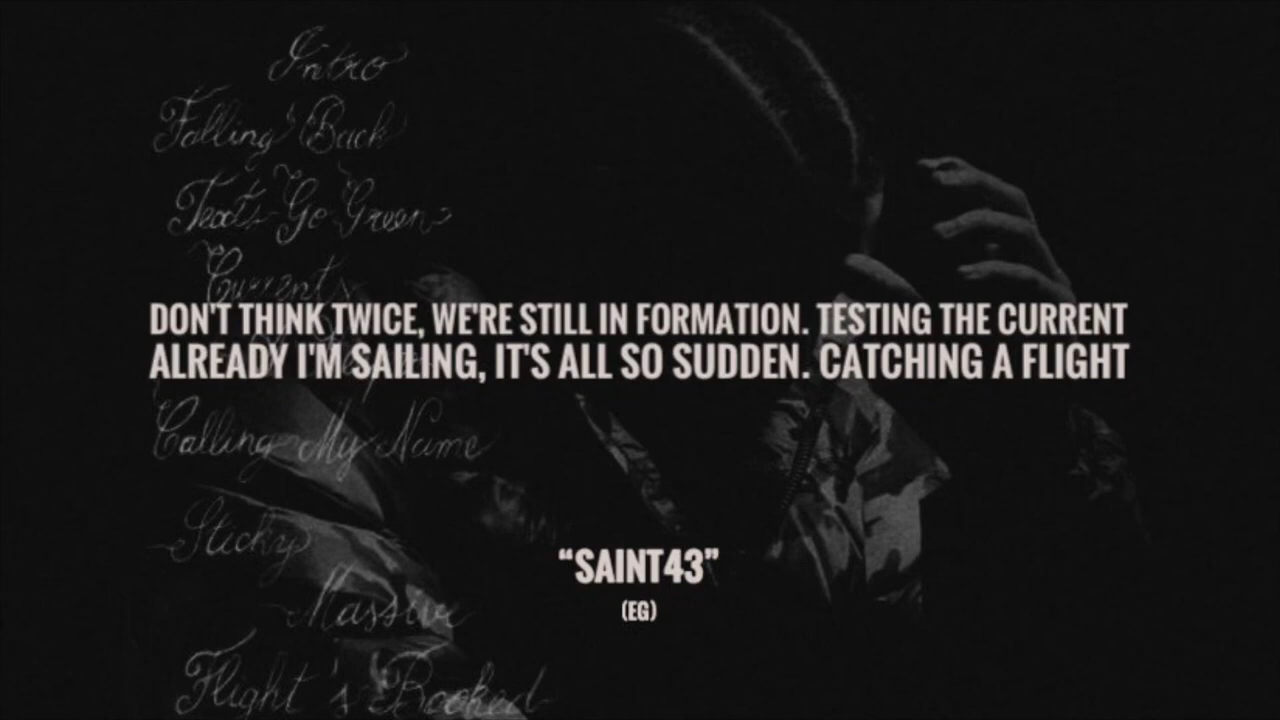 Intro
Falling Back
Texts Go Green
Currents
DON'T THINK TWICE, WE'RE STILL IN FORMATION. TESTING THE CURRENT
ALREADY I'M SAILING, IT'S ALL SO SUDDEN. CATCHING A FLIGHT
Calling My Name
Sticky
“SAINT43”
Massive
(EG)
Flight's Booked